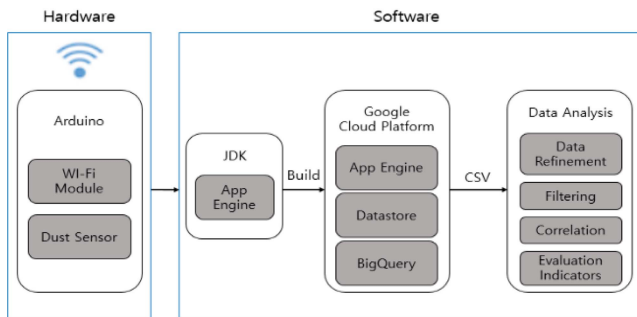 Hardware
Software
Arduino
WI-Fi
Module
Dust Sensor
JDK
App
Engine
Build
Google
Cloud Platform
App Engine
Datastore
BigQuery
CSV
Data Analysis
Data
Refinement
Filtering
Correlation
Evaluation
Indicators